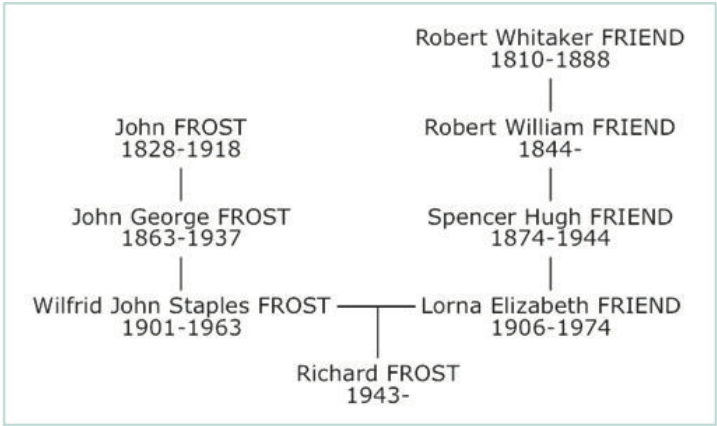 Robert Whitaker FRIEND
1810-1888
John FROST
1828-1918
Robert William FRIEND
1844-
John George FROST
1863-1937
Spencer Hugh FRIEND
1874-1944
Wilfrid John Staples FROST
1901-1963
Lorna Elizabeth FRIEND
1906-1974
Richard FROST
1943-